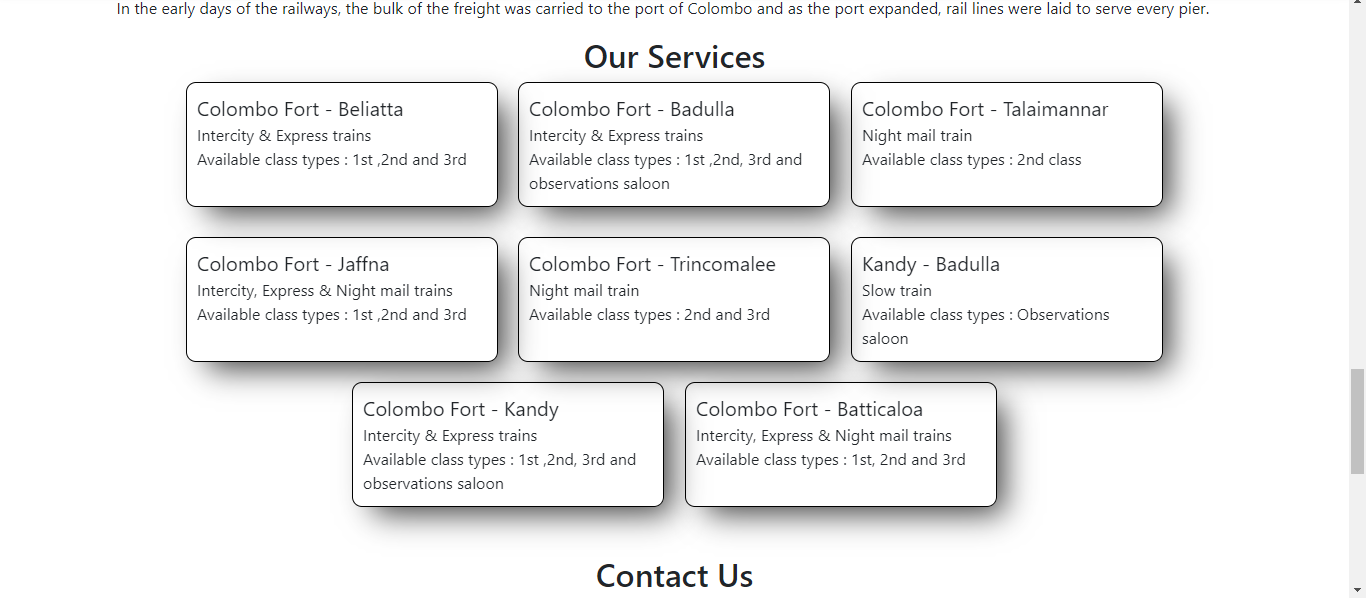 In the early days of the railways, the bulk of the freight was carried to the port of Colombo and as the port expanded, rail lines were laid to serve every pier.
Our Services
Colombo Fort - Beliatta
Intercity & Express trains
Available class types : 1st ,2nd and 3rd
Colombo Fort - Badulla
Intercity & Express trains
Available class types : 1st ,2nd, 3rd and
observations saloon
Colombo Fort - Talaimannar
Night mail train
Available class types : 2nd class
Colombo Fort - Jaffna
Intercity, Express & Night mail trains
Available class types : 1st ,2nd and 3rd
Colombo Fort - Trincomalee
Night mail train
Available class types : 2nd and 3rd
Kandy - Badulla
Slow train
Available class types : Observations
saloon
Colombo Fort - Kandy
Intercity & Express trains
Available class types : 1st ,2nd, 3rd and
observations saloon
Colombo Fort - Batticaloa
Intercity, Express & Night mail trains
Available class types : 1st, 2nd and 3rd
Contact Us